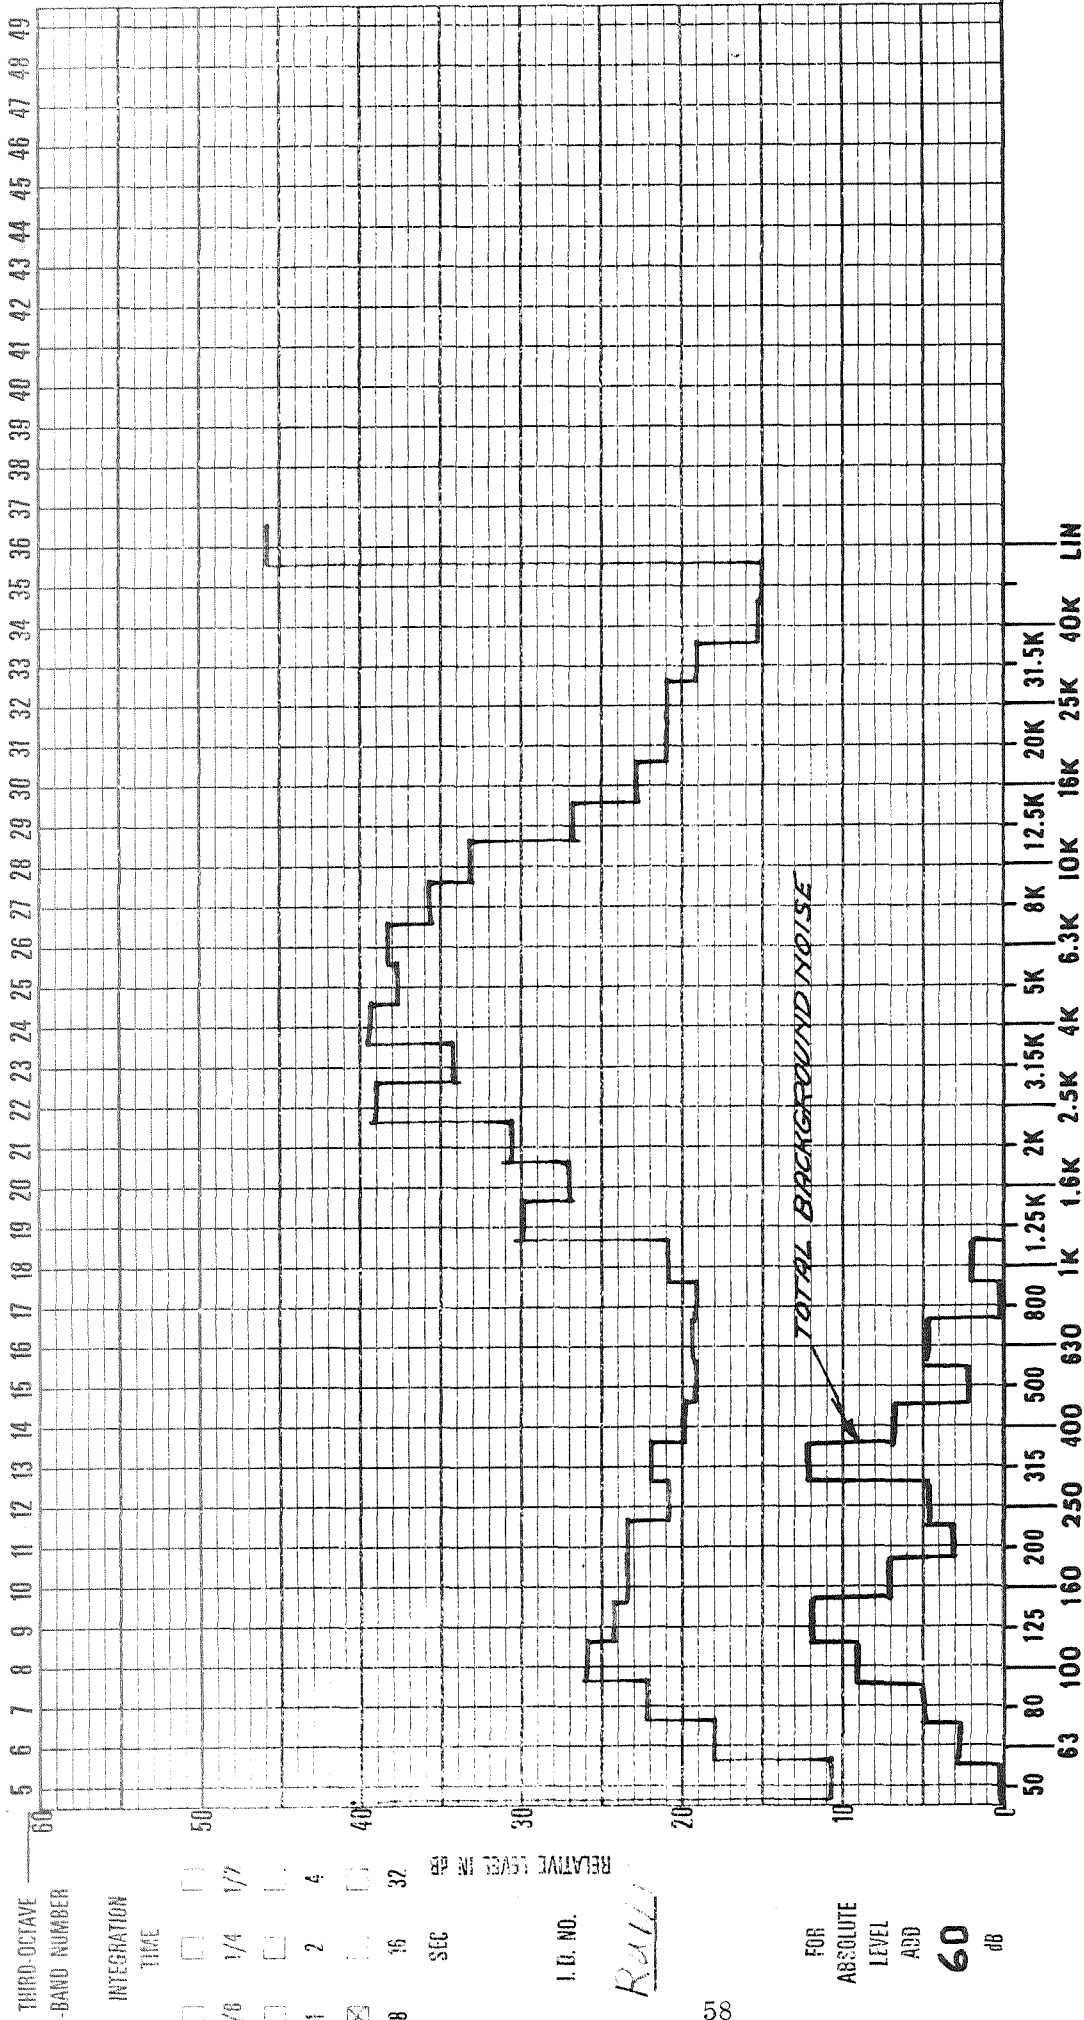 THIRD-OCTAVE
-BAND NUMBER
5 6 7 8 9 10 11 12 13 14 15 16 17 18 19 20 21 22 23 24 25 26 27 28 29 30 31 32 33 34 35 36 37 38 39 40 41 42 43 44 45 46 47 48 49
INTEGRATION
TIME
/8 1/4 1/2
1 2 4
8 16 32
SEC
RELATIVE LEVEL IN dB
60
50
40
30
20
10
0
I.D. NO.
FOR
ABSOLUTE
LEVEL
ADD
60
dB
TOTAL BACKGROUND NOISE
50 80 125 200 315 500 800 1.25K 2K 3.15K 5K 8K 12.5K 20K 31.5K
63 100 160 250 400 630 1K 1.6K 2.5K 4K 6.3K 10K 16K 25K 40K LIN
58